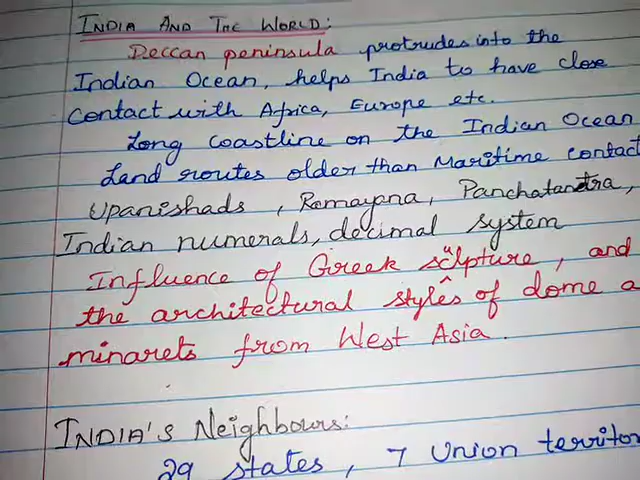 INDIA AND THE WORLD:
Deccan peninsula protrudes into the
Indian Ocean, helps India to have close
contact with Africa, Europe etc.
Long coastline on the Indian Ocean
Land routes older than Maritime contact
Upanishads, Ramayana, Panchatantra,
Indian numerals, decimal system
Influence of Greek sculpture, and
the architectural styles of dome a
minarets from West Asia.
INDIA'S Neighbours:
29 states, 7 Union territor